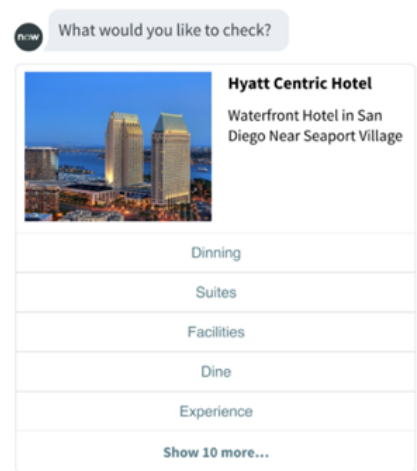 now
What would you like to check?
Hyatt Centric Hotel
Waterfront Hotel in San
Diego Near Seaport Village
Dinning
Suites
Facilities
Dine
Experience
Show 10 more...